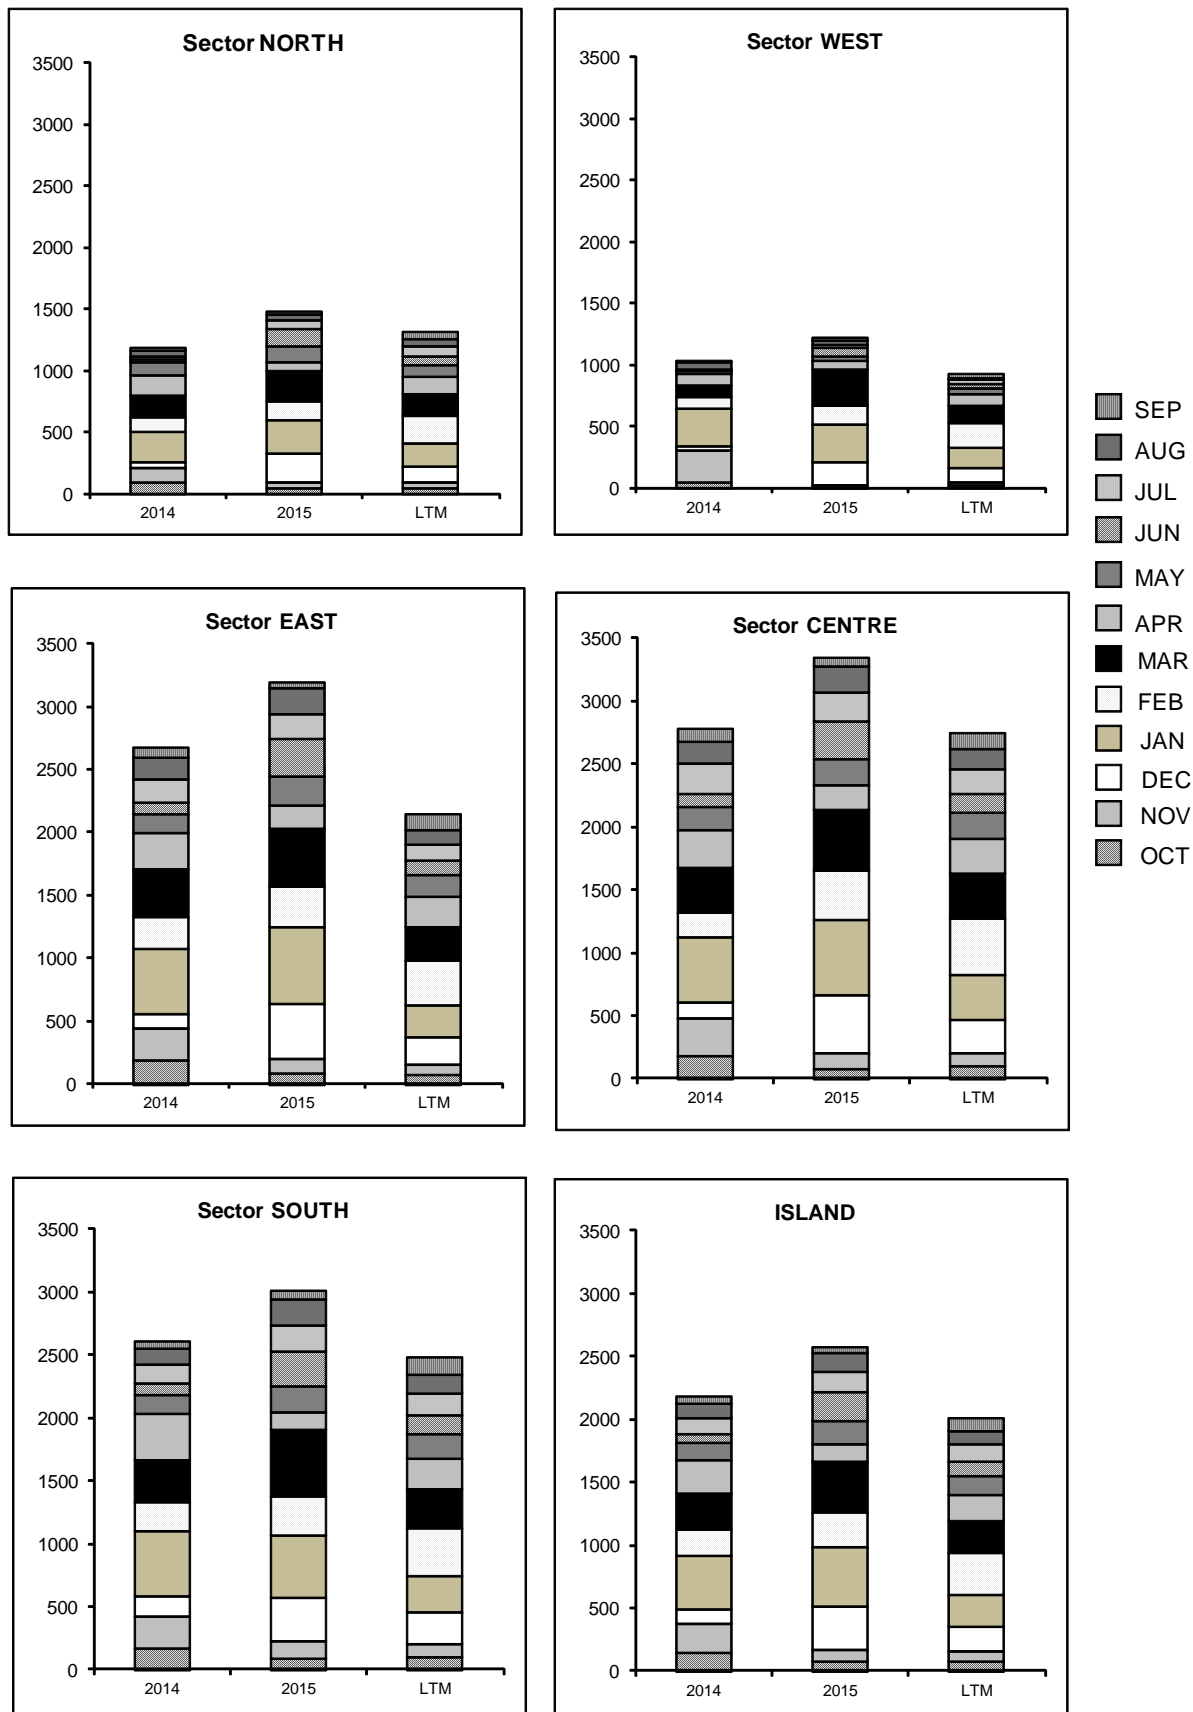 Sector NORTH
3500
3000
2500
2000
1500
1000
500
0
2014 2015 LTM
Sector WEST
3500
3000
2500
2000
1500
1000
500
0
2014 2015 LTM
SEP
AUG
JUL
JUN
MAY
APR
MAR
FEB
JAN
DEC
NOV
OCT
Sector EAST
3500
3000
2500
2000
1500
1000
500
0
2014 2015 LTM
Sector CENTRE
3500
3000
2500
2000
1500
1000
500
0
2014 2015 LTM
Sector SOUTH
3500
3000
2500
2000
1500
1000
500
0
2014 2015 LTM
ISLAND
3500
3000
2500
2000
1500
1000
500
0
2014 2015 LTM